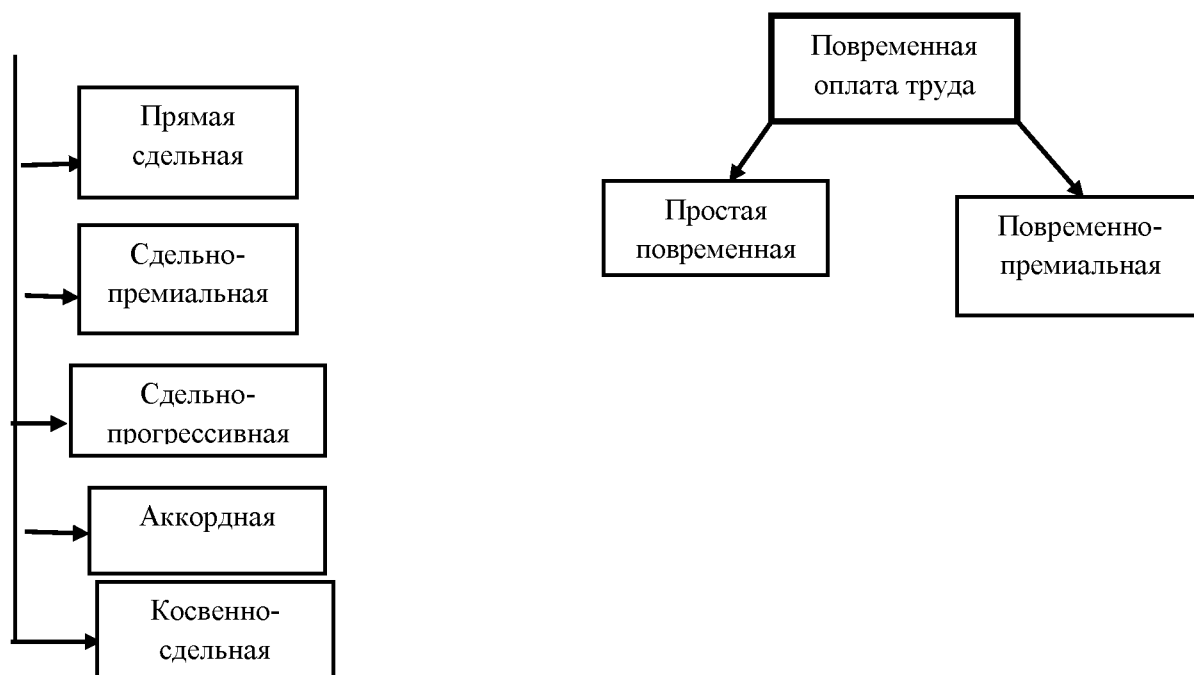 Прямая
сдельная
Сдельно-
премиальная
Сдельно-
прогрессивная
Аккордная
Косвенно-
сдельная
Повременная
оплата труда
Простая
повременная
Повременно-
премиальная